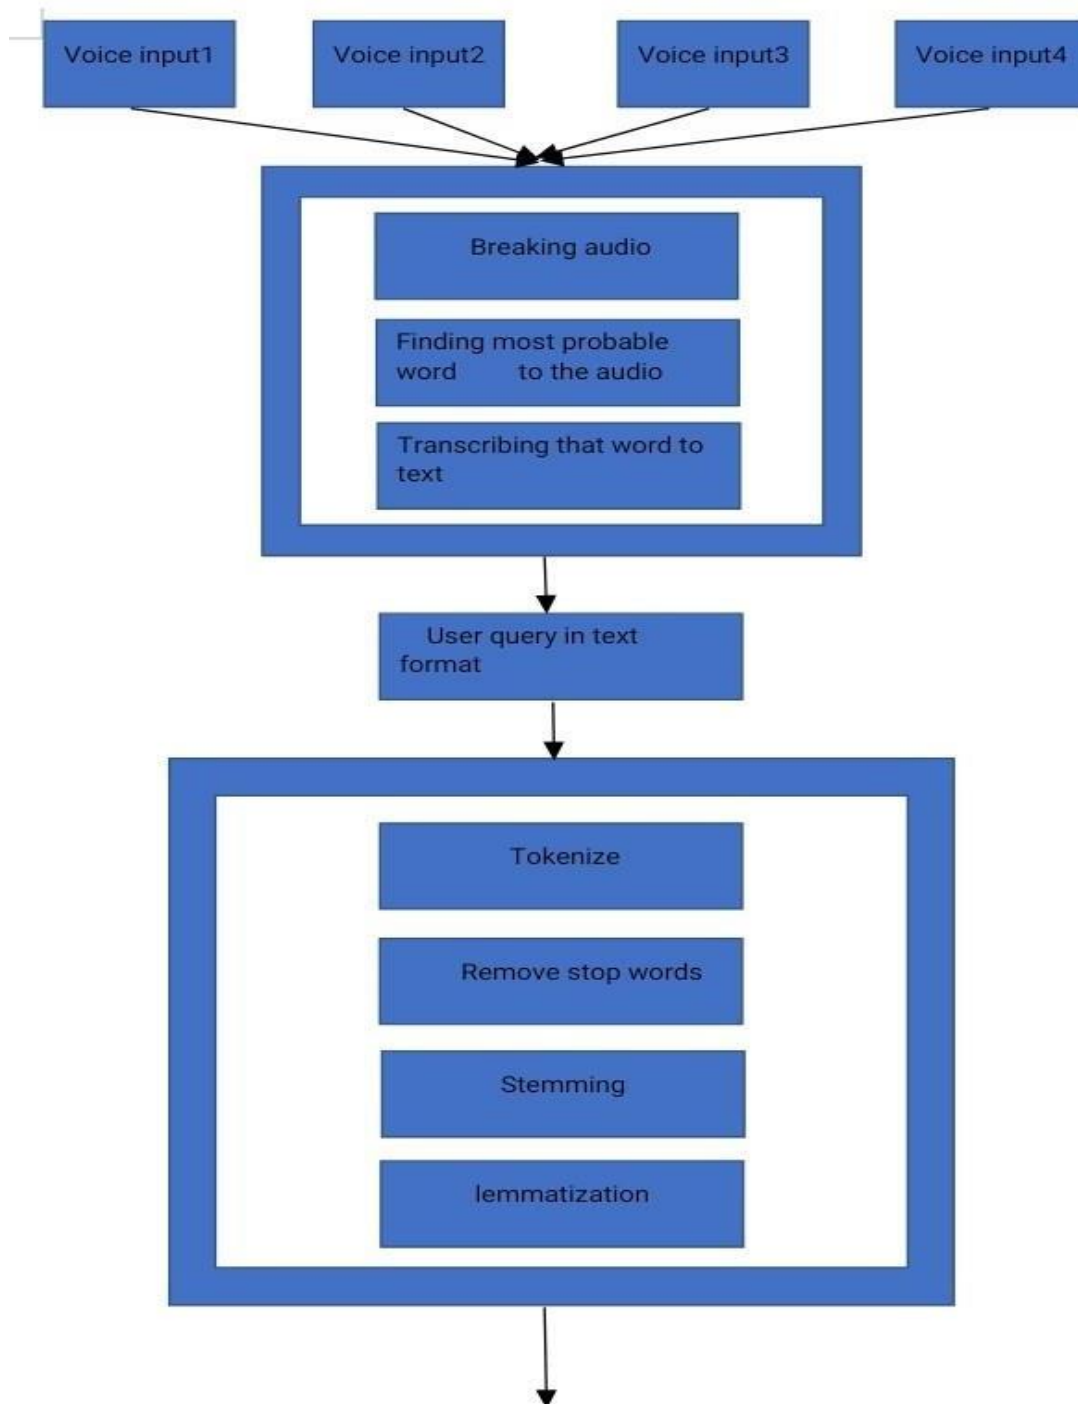 Voice input1
Voice input2
Voice input3
Voice input4
Breaking audio
Finding most probable
word to the audio
Transcribing that word to
text
User query in text
format
Tokenize
Remove stop words
Stemming
lemmatization